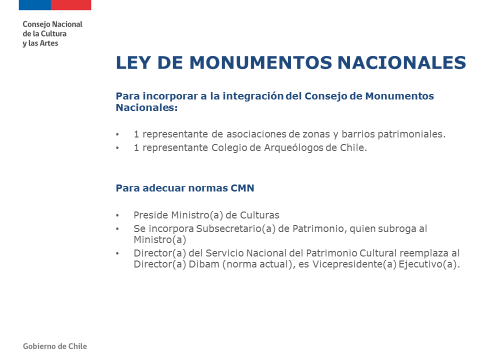 Consejo Nacional
de la Cultura
y las Artes
LEY DE MONUMENTOS NACIONALES
Para incorporar a la integración del Consejo de Monumentos
Nacionales:
• 1 representante de asociaciones de zonas y barrios patrimoniales.
• 1 representante Colegio de Arqueólogos de Chile.
Para adecuar normas CMN
• Preside Ministro(a) de Culturas
• Se incorpora Subsecretario(a) de Patrimonio, quien subroga al
Ministro(a)
• Director(a) del Servicio Nacional del Patrimonio Cultural reemplaza al
Director(a) Dibam (norma actual), es Vicepresidente(a) Ejecutivo(a).
Gobierno de Chile